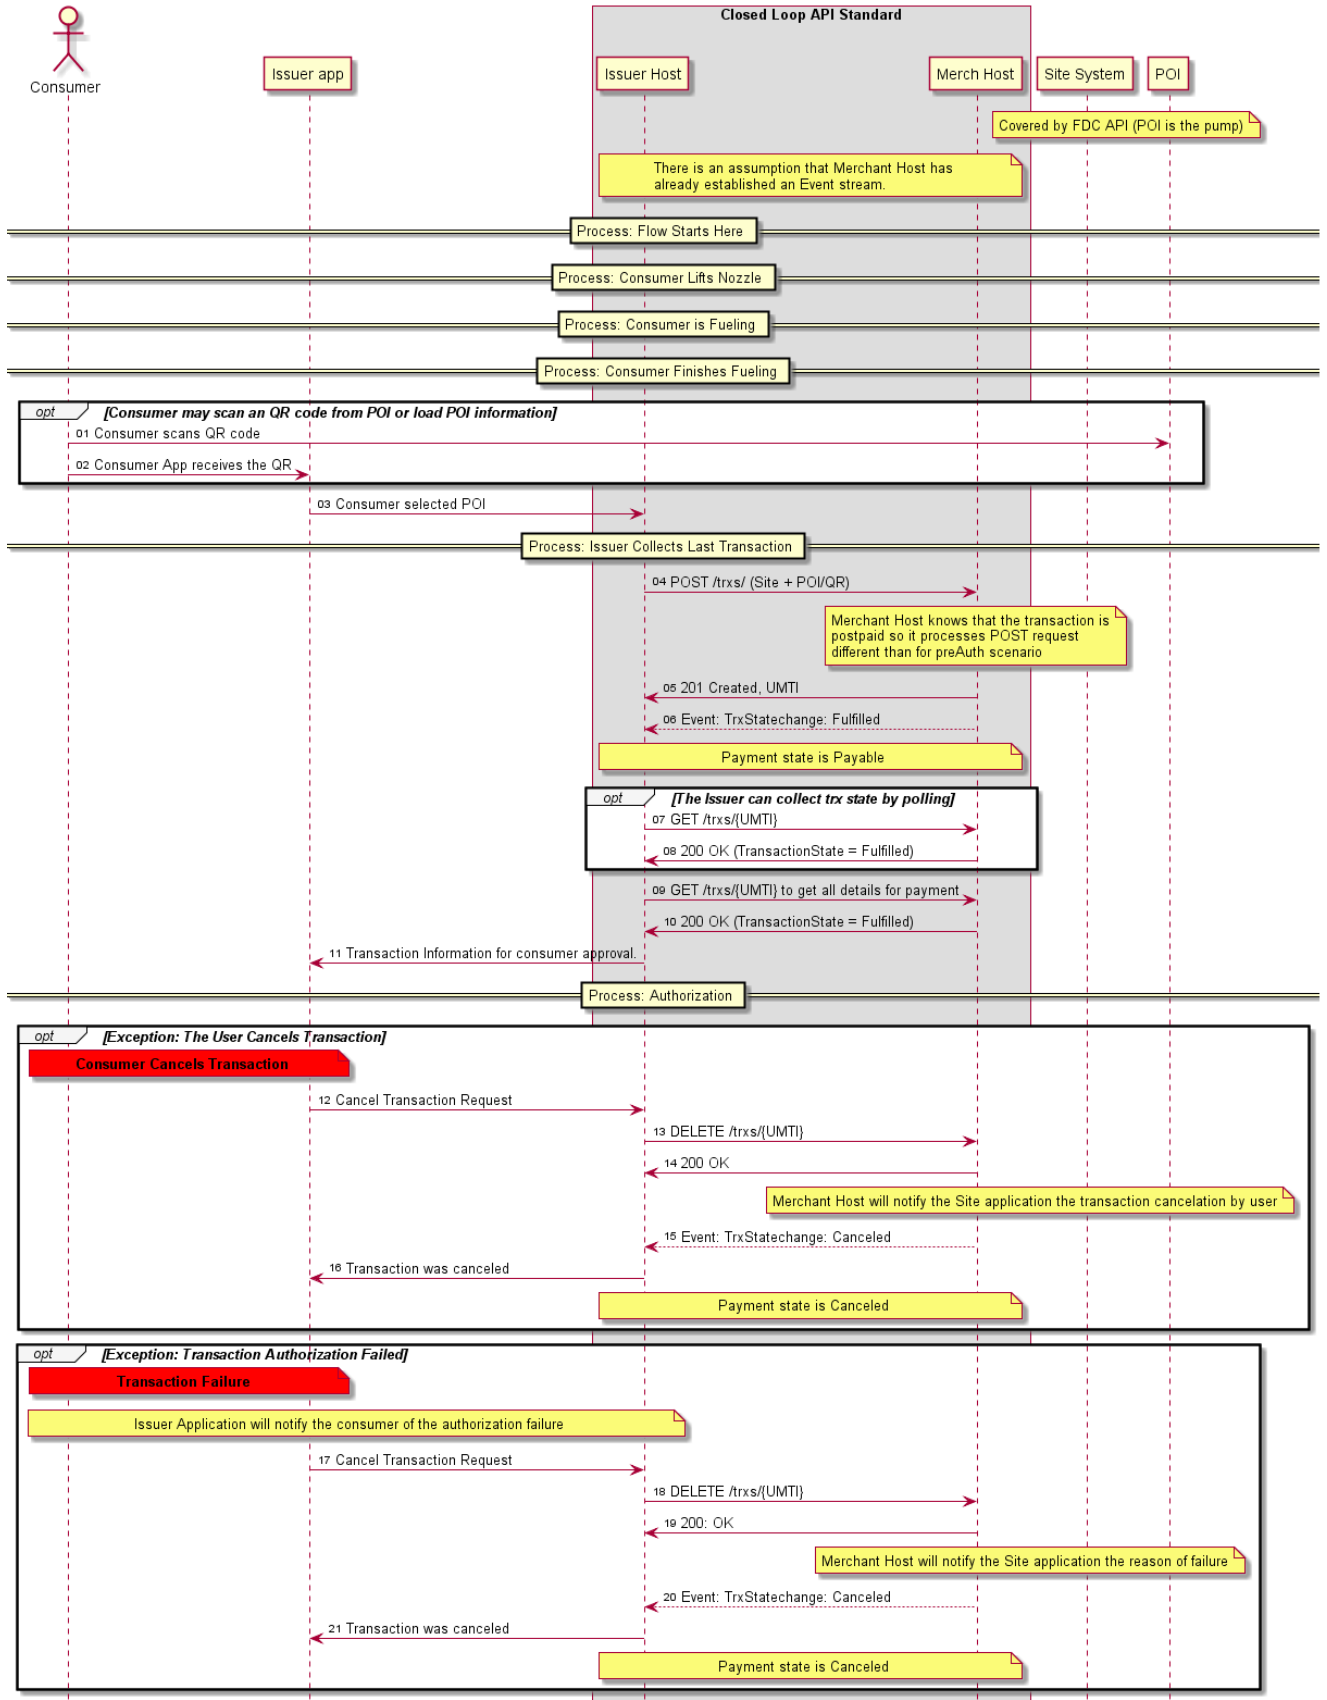 Closed Loop API Standard
Consumer
Issuer app
Issuer Host
Merch Host
Site System
POI
Covered by FDC API (POI is the pump)
There is an assumption that Merchant Host has
already established an Event stream.
Process: Flow Starts Here
Process: Consumer Lifts Nozzle
Process: Consumer is Fueling
Process: Consumer Finishes Fueling
opt [Consumer may scan an QR code from POI or load POI information]
01 Consumer scans QR code
02 Consumer App receives the QR
03 Consumer selected POI
Process: Issuer Collects Last Transaction
04 POST /trxs/ (Site + POI/QR)
Merchant Host knows that the transaction is
postpaid so it processes POST request
different than for preAuth scenario
05 201 Created, UMTI
06 Event: TrxStatechange: Fulfilled
Payment state is Payable
opt [The Issuer can collect trx state by polling]
07 GET /trxs/{UMTI}
08 200 OK (TransactionState = Fulfilled)
09 GET /trxs/{UMTI} to get all details for payment
10 200 OK (TransactionState = Fulfilled)
11 Transaction Information for consumer approval.
Process: Authorization
opt [Exception: The User Cancels Transaction]
Consumer Cancels Transaction
12 Cancel Transaction Request
13 DELETE /trxs/{UMTI}
14 200 OK
Merchant Host will notify the Site application the transaction cancelation by user
15 Event: TrxStatechange: Canceled
16 Transaction was canceled
Payment state is Canceled
opt [Exception: Transaction Authorization Failed]
Transaction Failure
Issuer Application will notify the consumer of the authorization failure
17 Cancel Transaction Request
18 DELETE /trxs/{UMTI}
19 200: OK
Merchant Host will notify the Site application the reason of failure
20 Event: TrxStatechange: Canceled
21 Transaction was canceled
Payment state is Canceled